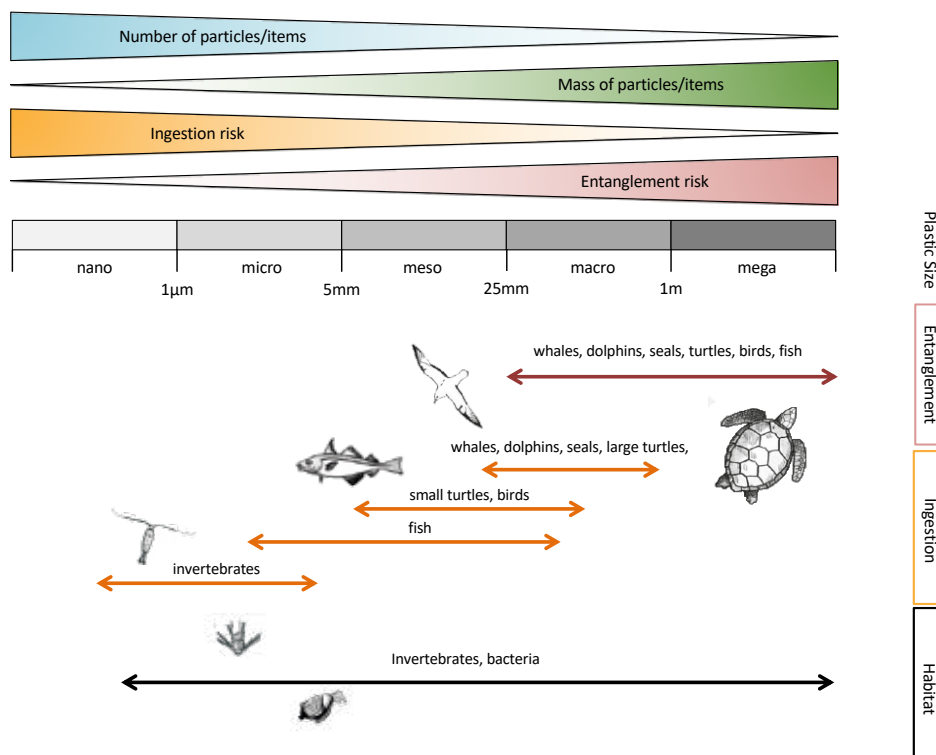 Number of particles/items
Mass of particles/items
Ingestion risk
Entanglement risk
nano
micro
meso
macro
mega
1µm
5mm
25mm
1m
Plastic Size
whales, dolphins, seals, turtles, birds, fish
Entanglement
whales, dolphins, seals, large turtles,
small turtles, birds
fish
invertebrates
Ingestion
Invertebrates, bacteria
Habitat